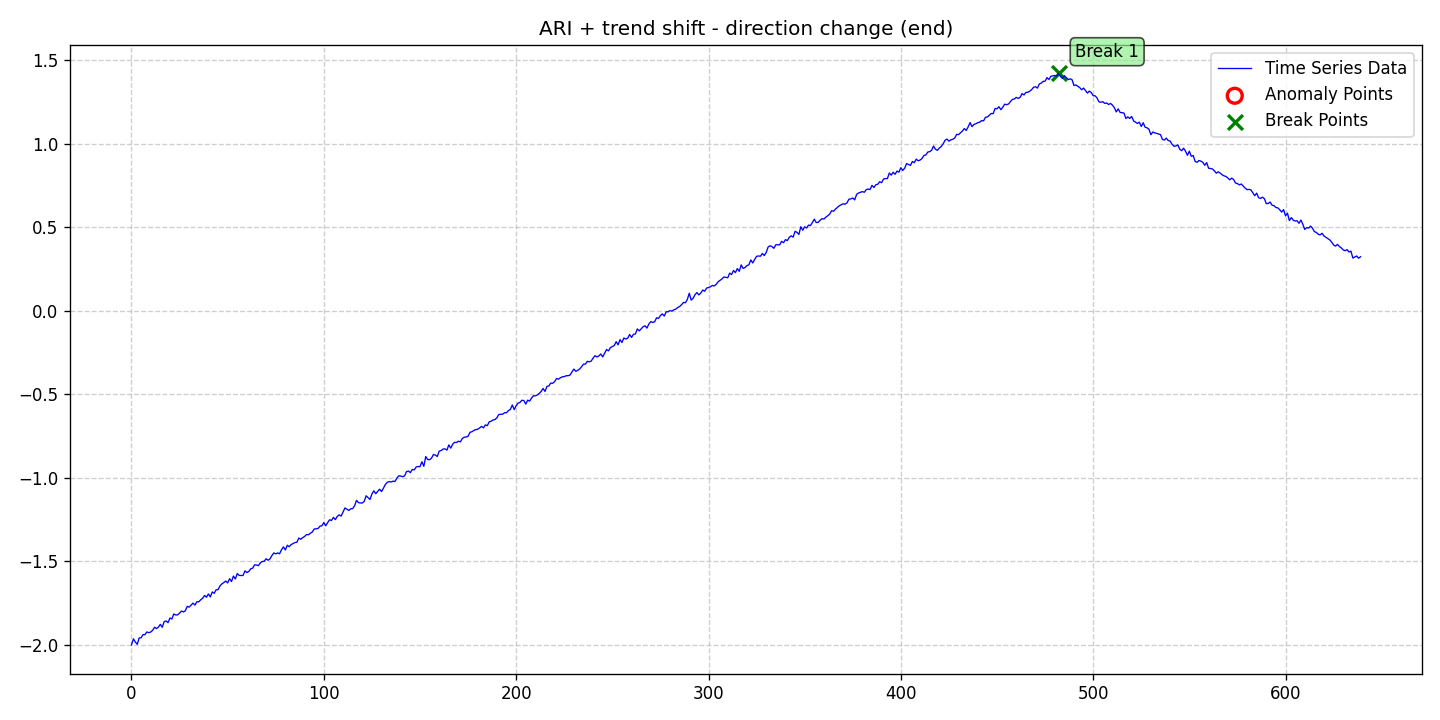 ARI + trend shift - direction change (end)
Break 1
Time Series Data
Anomaly Points
Break Points
1.5
1.0
0.5
0.0
−0.5
−1.0
−1.5
−2.0
0 100 200 300 400 500 600